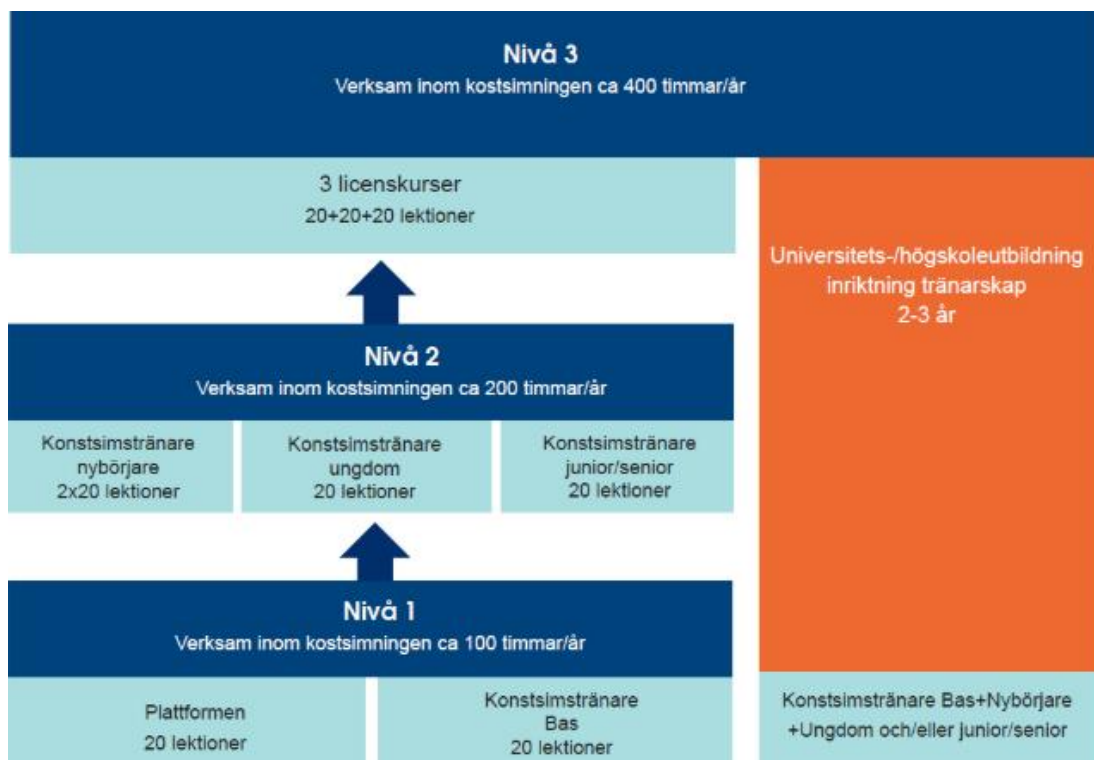 Nivå 3
Verksam inom kostsimningen ca 400 timmar/år
3 licenskurser
20+20+20 lektioner
Universitets-/högskoleutbildning
inriktning tränarskap
2-3 år
Nivå 2
Verksam inom kostsimningen ca 200 timmar/år
Konstsimstränare
nybörjare
2x20 lektioner
Konstsimstränare
ungdom
20 lektioner
Konstsimstränare
junior/senior
20 lektioner
Nivå 1
Verksam inom kostsimningen ca 100 timmar/år
Plattformen
20 lektioner
Konstsimstränare
Bas
20 lektioner
Konstsimstränare Bas+Nybörjare
+Ungdom och/eller junior/senior